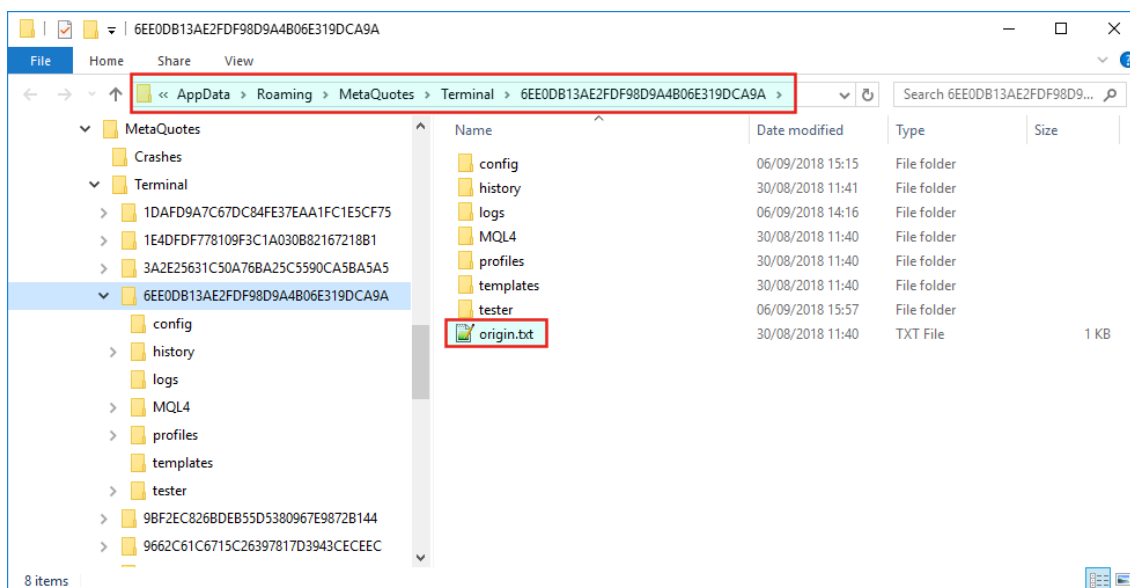 6EE0DB13AE2FDF98D9A4B06E319DCA9A
File Home Share View
« AppData > Roaming > MetaQuotes > Terminal > 6EE0DB13AE2FDF98D9A4B06E319DCA9A >
Search 6EE0DB13AE2FDF98D9...
MetaQuotes
Crashes
Terminal
1DAFD9A7C67DC84FE37EAA1FC1E5CF75
1E4DFDF778109F3C1A030B82167218B1
3A2E25631C50A76BA25C5590CA5BA5A5
6EE0DB13AE2FDF98D9A4B06E319DCA9A
config
history
logs
MQL4
profiles
templates
tester
9BF2EC826BDEB55D5380967E9872B144
9662C61C6715C26397817D3943CECEEC
Name Date modified Type Size
config 06/09/2018 15:15 File folder
history 30/08/2018 11:41 File folder
logs 06/09/2018 14:16 File folder
MQL4 30/08/2018 11:40 File folder
profiles 30/08/2018 11:40 File folder
templates 30/08/2018 11:40 File folder
tester 06/09/2018 15:57 File folder
origin.txt 30/08/2018 11:40 TXT File 1 KB
8 items